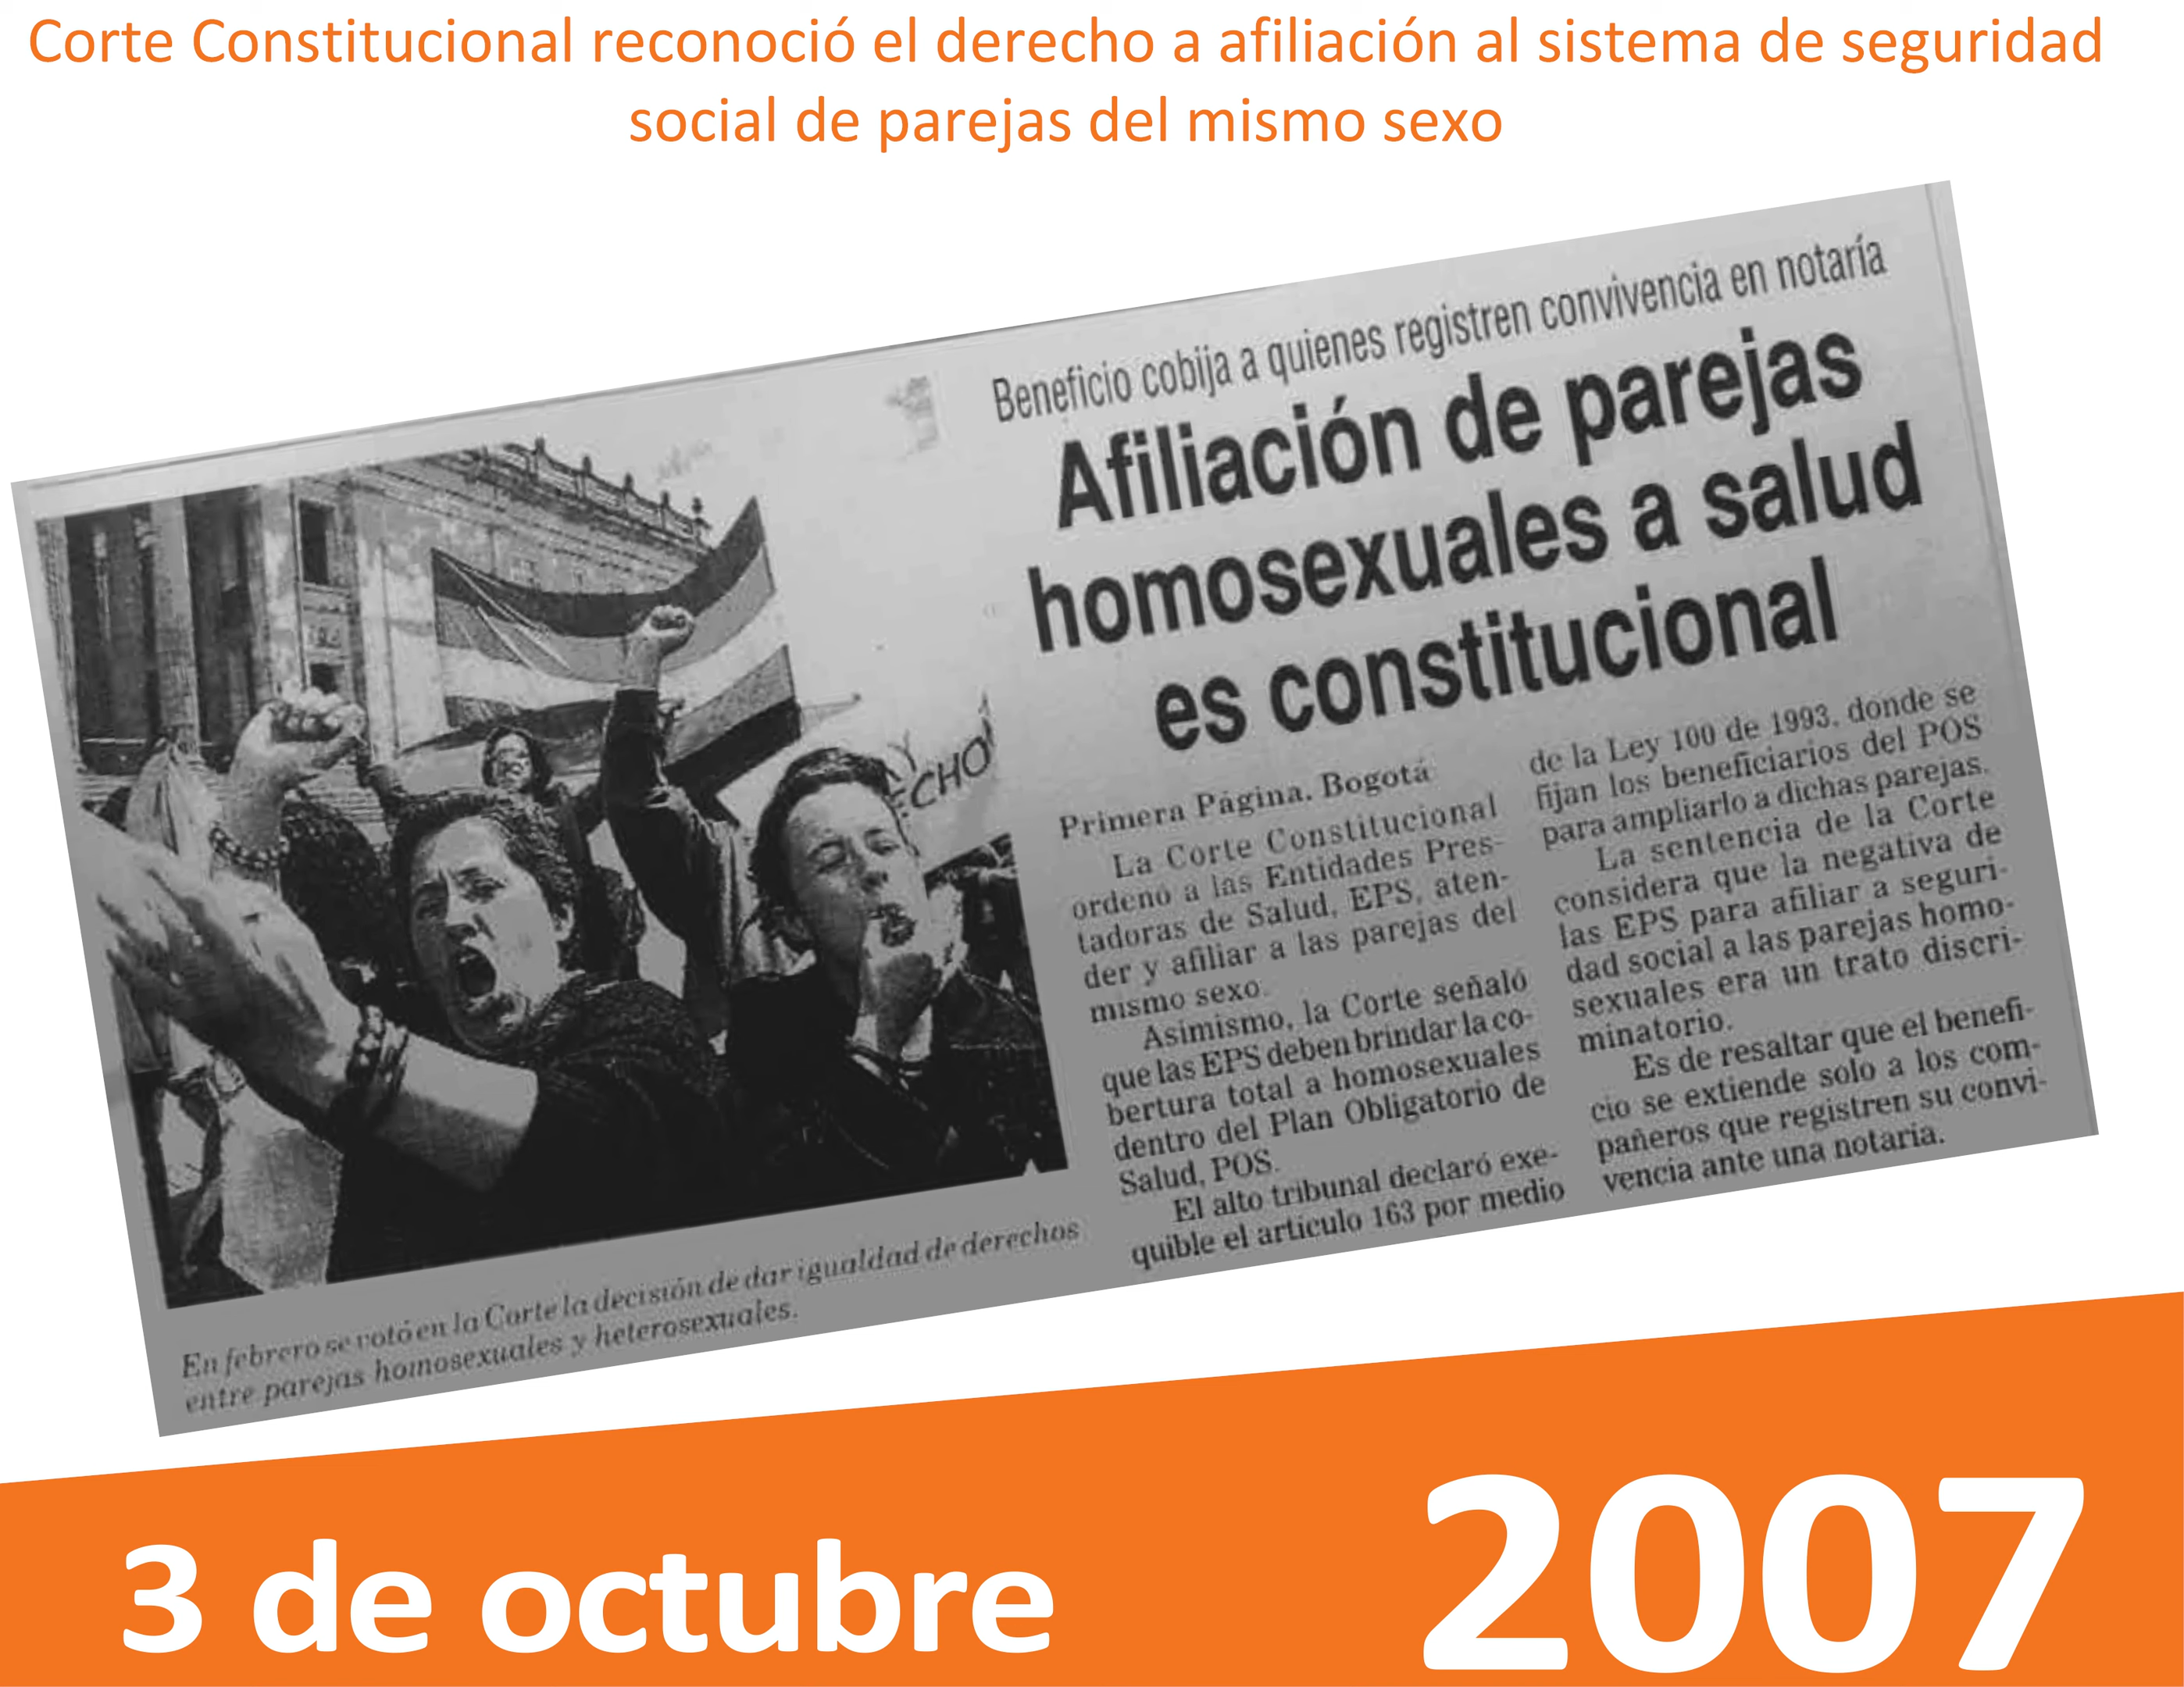 Corte Constitucional reconoció el derecho a afiliación al sistema de seguridad
social de parejas del mismo sexo
Beneficio cobija a quienes registren convivencia en notaría
Afiliación de parejas
homosexuales a salud
es constitucional
Primera Página. Bogotá
La Corte Constitucional
ordenó a las Entidades Pres-
tadoras de Salud, EPS, aten-
der y afiliar a las parejas del
mismo sexo.
Asimismo, la Corte señaló
que las EPS deben brindar la co-
bertura total a homosexuales
dentro del Plan Obligatorio de
Salud, POS.
El alto tribunal declaró exe-
quible el articulo 163 por medio
de la Ley 100 de 1993, donde se
fijan los beneficiarios del POS
para ampliarlo a dichas parejas.
La sentencia de la Corte
considera que la negativa de
las EPS para afiliar a seguri-
dad social a las parejas homo-
sexuales era un trato discri-
minatorio.
Es de resaltar que el benefi-
cio se extiende solo a los com-
pañeros que registren su convi-
vencia ante una notaria.
ECHO
En febrero se votó en la Corte la decisión de dar igualdad de derechos
entre parejas homosexuales y heterosexuales.
3 de octubre
2007